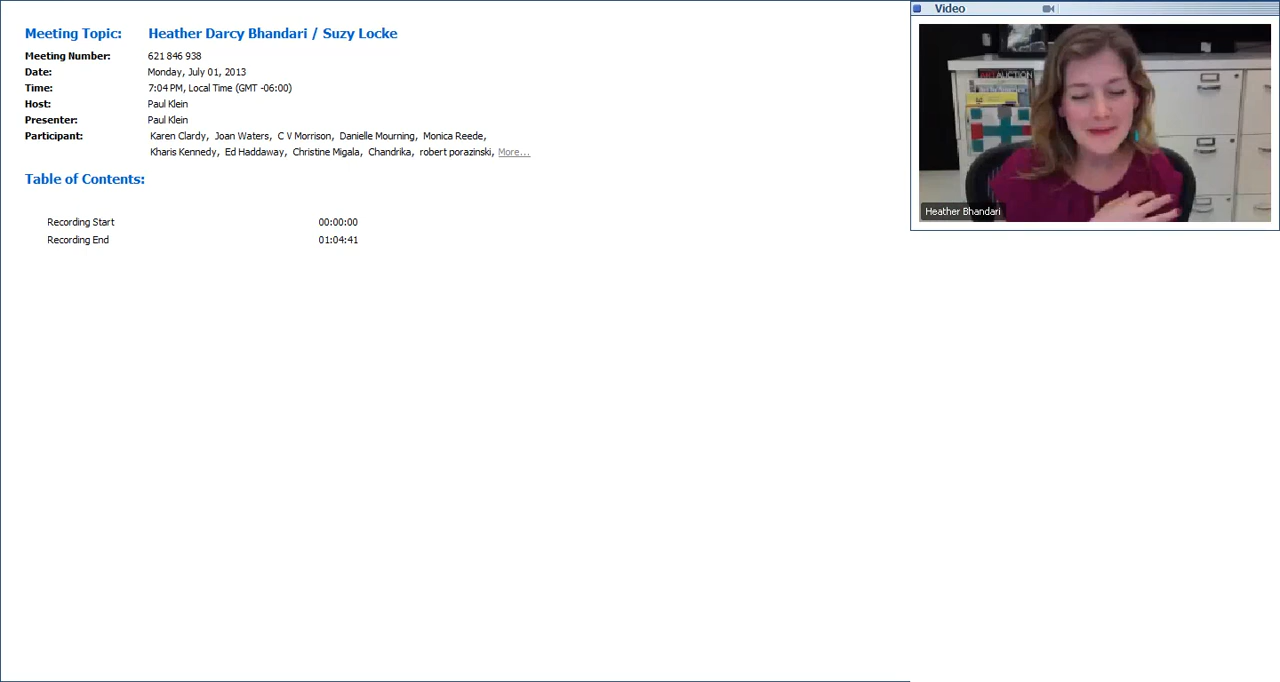 Meeting Topic: Heather Darcy Bhandari / Suzy Locke
Meeting Number: 621 846 938
Date: Monday, July 01, 2013
Time: 7:04 PM, Local Time (GMT -06:00)
Host: Paul Klein
Presenter: Paul Klein
Participant: Karen Clardy, Joan Waters, C V Morrison, Danielle Mourning, Monica Reede,
Kharis Kennedy, Ed Haddaway, Christine Migala, Chandrika, robert porazinski, More...
Table of Contents:
Recording Start 00:00:00
Recording End 01:04:41
Video
ART AUCTION
Heather Bhandari